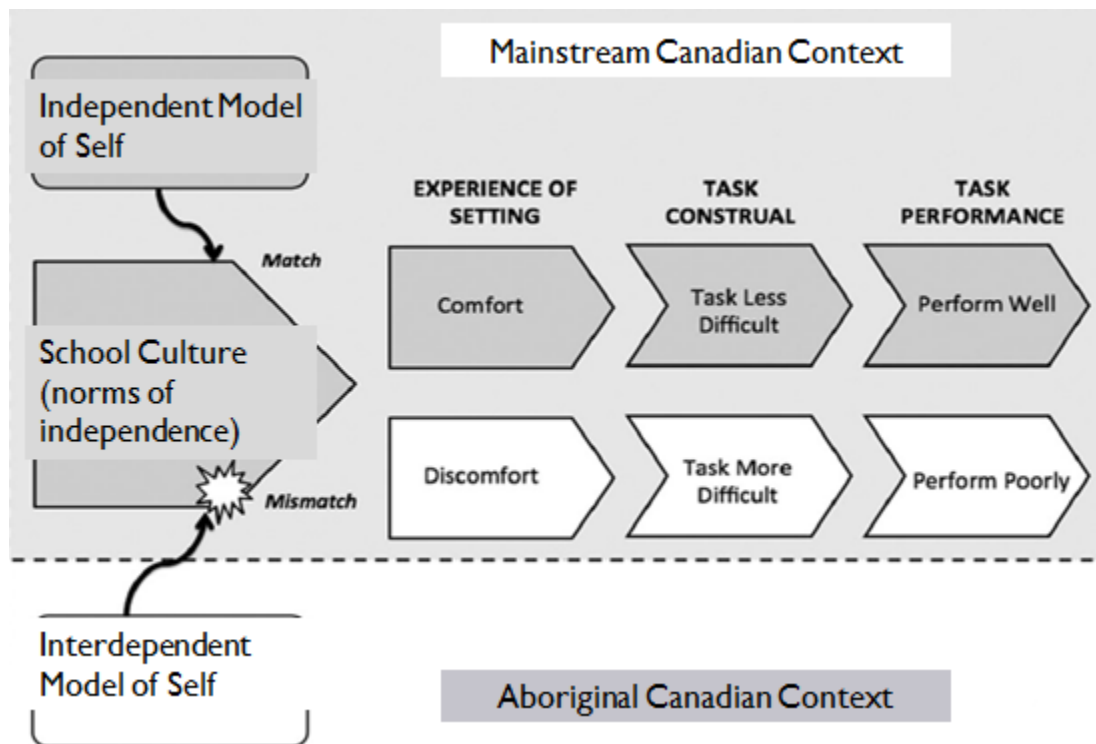 Mainstream Canadian Context
Independent Model
of Self
EXPERIENCE OF
SETTING
TASK
CONSTRUAL
TASK
PERFORMANCE
Match
Comfort
Task Less
Difficult
Perform Well
School Culture
(norms of
independence)
Mismatch
Discomfort
Task More
Difficult
Perform Poorly
Interdependent
Model of Self
Aboriginal Canadian Context